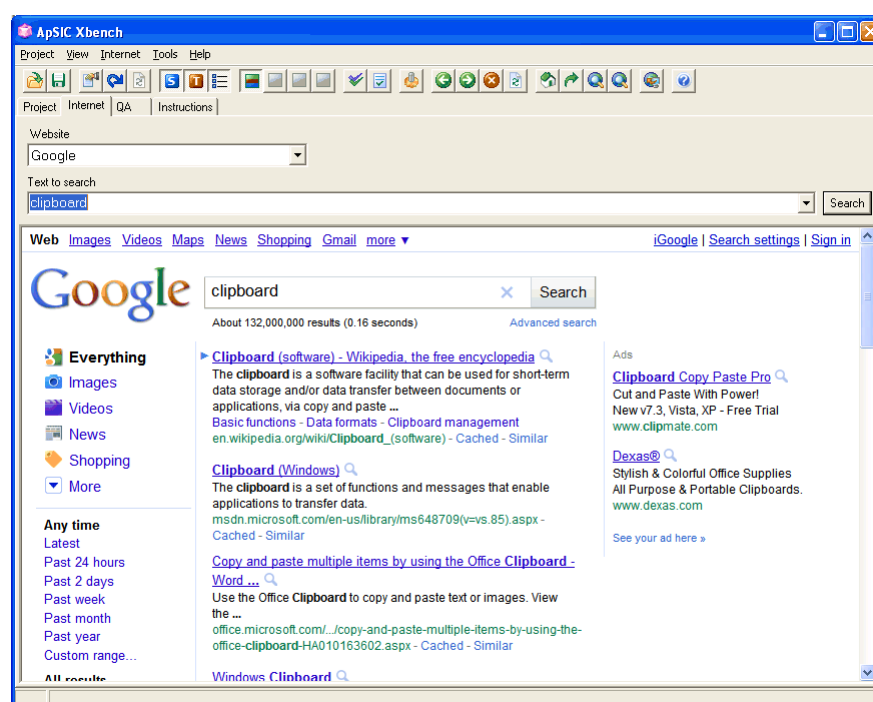 ApSIC Xbench
Project View Internet Tools Help
Project Internet QA Instructions
Website
Google
Text to search
clipboard Search
Web Images Videos Maps News Shopping Gmail more ▼ iGoogle | Search settings | Sign in
Google clipboard Search
About 132,000,000 results (0.16 seconds) Advanced search
Everything
Images
Videos
News
Shopping
More
Any time
Latest
Past 24 hours
Past 2 days
Past week
Past month
Past year
Custom range...
All results
Clipboard (software) - Wikipedia, the free encyclopedia
The clipboard is a software facility that can be used for short-term
data storage and/or data transfer between documents or
applications, via copy and paste ...
Basic functions - Data formats - Clipboard management
en.wikipedia.org/wiki/Clipboard_(software) - Cached - Similar
Clipboard (Windows)
The clipboard is a set of functions and messages that enable
applications to transfer data.
msdn.microsoft.com/en-us/library/ms648709(v=vs.85).aspx -
Cached - Similar
Copy and paste multiple items by using the Office Clipboard -
Word ...
Use the Office Clipboard to copy and paste text or images. View
the ...
office.microsoft.com/.../copy-and-paste-multiple-items-by-using-the-
office-clipboard-HA010163602.aspx - Cached - Similar
Windows Clipboard
Ads
Clipboard Copy Paste Pro
Cut and Paste With Power!
New v7.3, Vista, XP - Free Trial
www.clipmate.com
Dexas®
Stylish & Colorful Office Supplies
All Purpose & Portable Clipboards.
www.dexas.com
See your ad here »